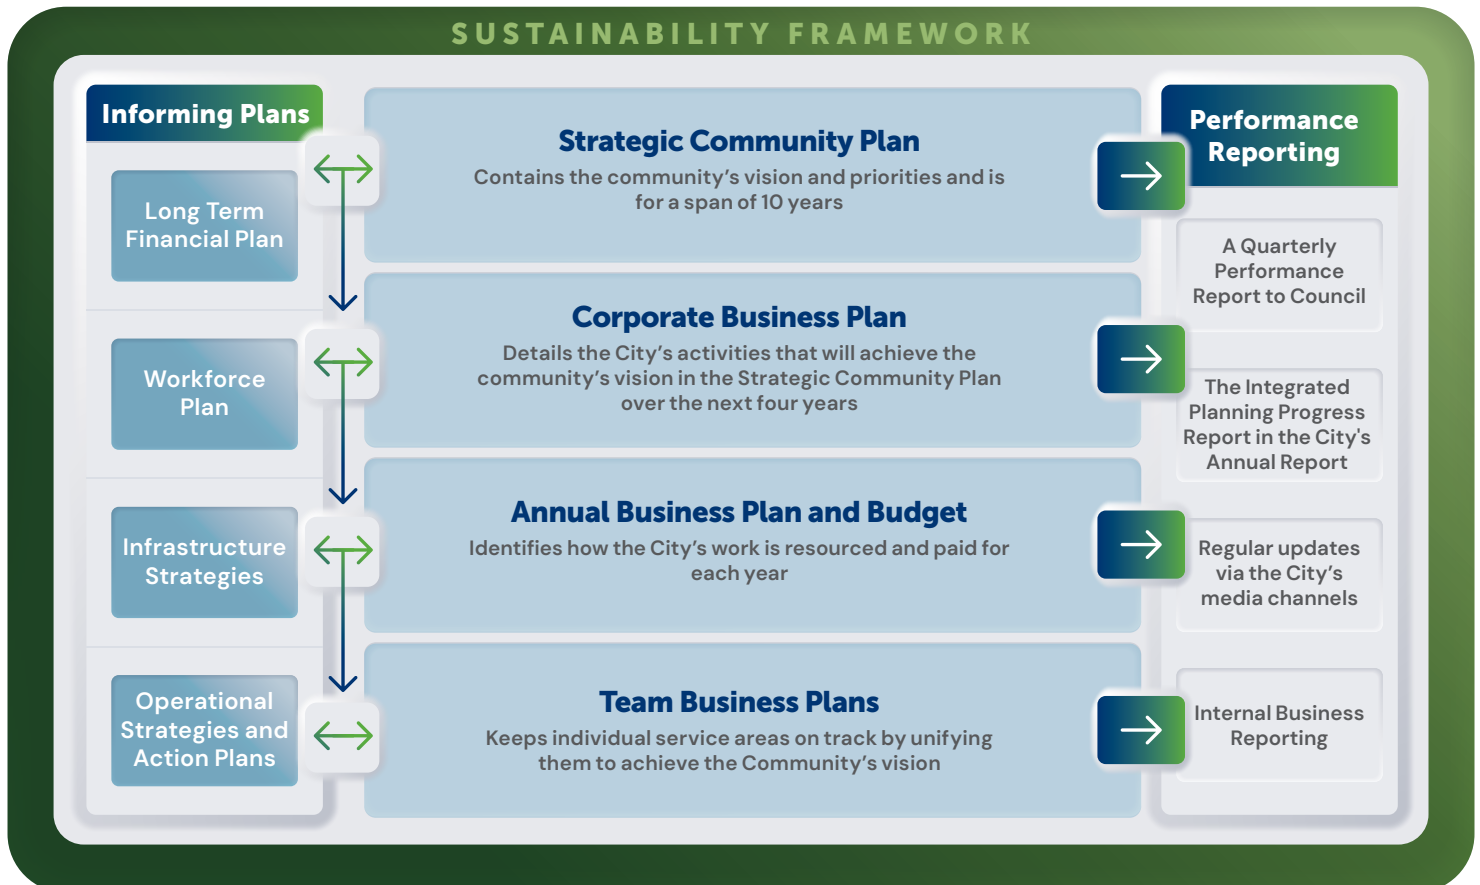 SUSTAINABILITY FRAMEWORK
Informing Plans
Long Term
Financial Plan
Workforce
Plan
Infrastructure
Strategies
Operational
Strategies and
Action Plans
Strategic Community Plan
Contains the community’s vision and priorities and is
for a span of 10 years
Corporate Business Plan
Details the City’s activities that will achieve the
community’s vision in the Strategic Community Plan
over the next four years
Annual Business Plan and Budget
Identifies how the City’s work is resourced and paid for
each year
Team Business Plans
Keeps individual service areas on track by unifying
them to achieve the Community’s vision
Performance
Reporting
A Quarterly
Performance
Report to Council
The Integrated
Planning Progress
Report in the City's
Annual Report
Regular updates
via the City’s
media channels
Internal Business
Reporting